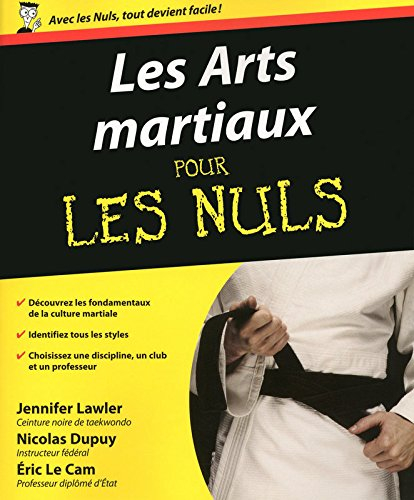 Avec les Nuls, tout devient facile !
Les Arts
martiaux
POUR
LES NULS
✓ Découvrez les fondamentaux
de la culture martiale
✓ Identifiez tous les styles
✓ Choisissez une discipline, un club
et un professeur
Jennifer Lawler
Ceinture noire de taekwondo
Nicolas Dupuy
Instructeur fédéral
Éric Le Cam
Professeur diplômé d'État